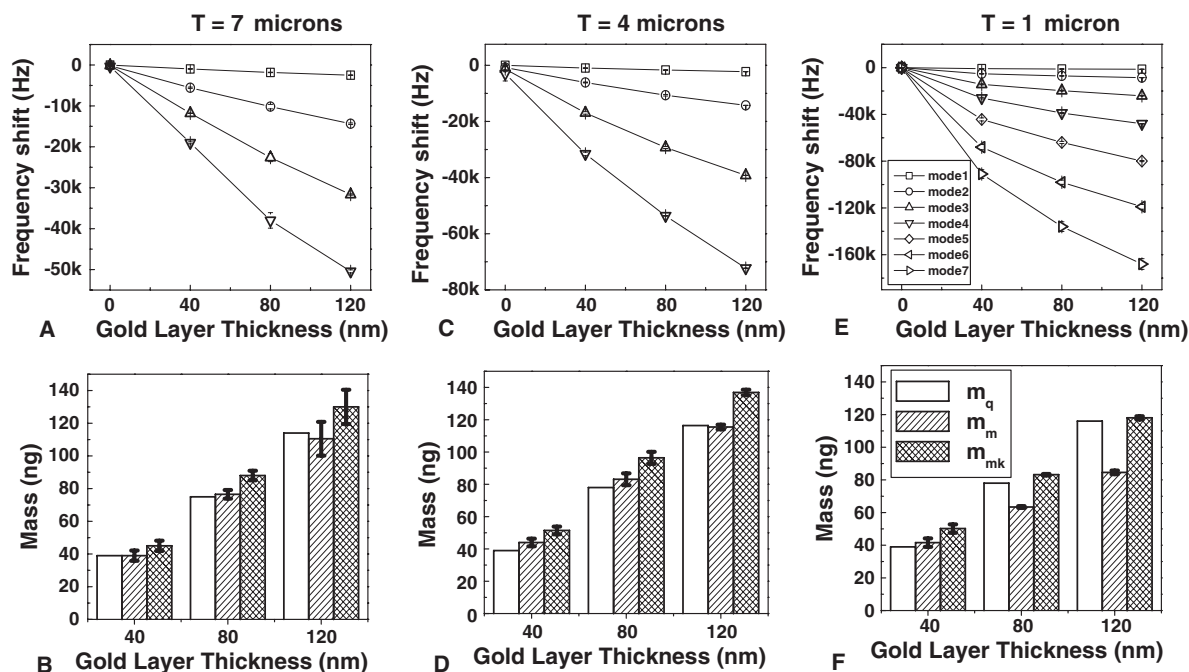 T = 7 microns
T = 4 microns
T = 1 micron
Frequency shift (Hz)
0
-10k
-20k
-30k
-40k
-50k
0 40 80 120
A Gold Layer Thickness (nm)
Frequency shift (Hz)
0
-20k
-40k
-60k
-80k
0 40 80 120
C Gold Layer Thickness (nm)
Frequency shift (Hz)
0
-40k
-80k
-120k
-160k
mode1
mode2
mode3
mode4
mode5
mode6
mode7
0 40 80 120
E Gold Layer Thickness (nm)
Mass (ng)
140
120
100
80
60
40
20
0
40 80 120
B Gold Layer Thickness (nm)
Mass (ng)
140
120
100
80
60
40
20
0
40 80 120
D Gold Layer Thickness (nm)
Mass (ng)
140
120
100
80
60
40
20
0
m_q
m_m
m_mk
40 80 120
F Gold Layer Thickness (nm)